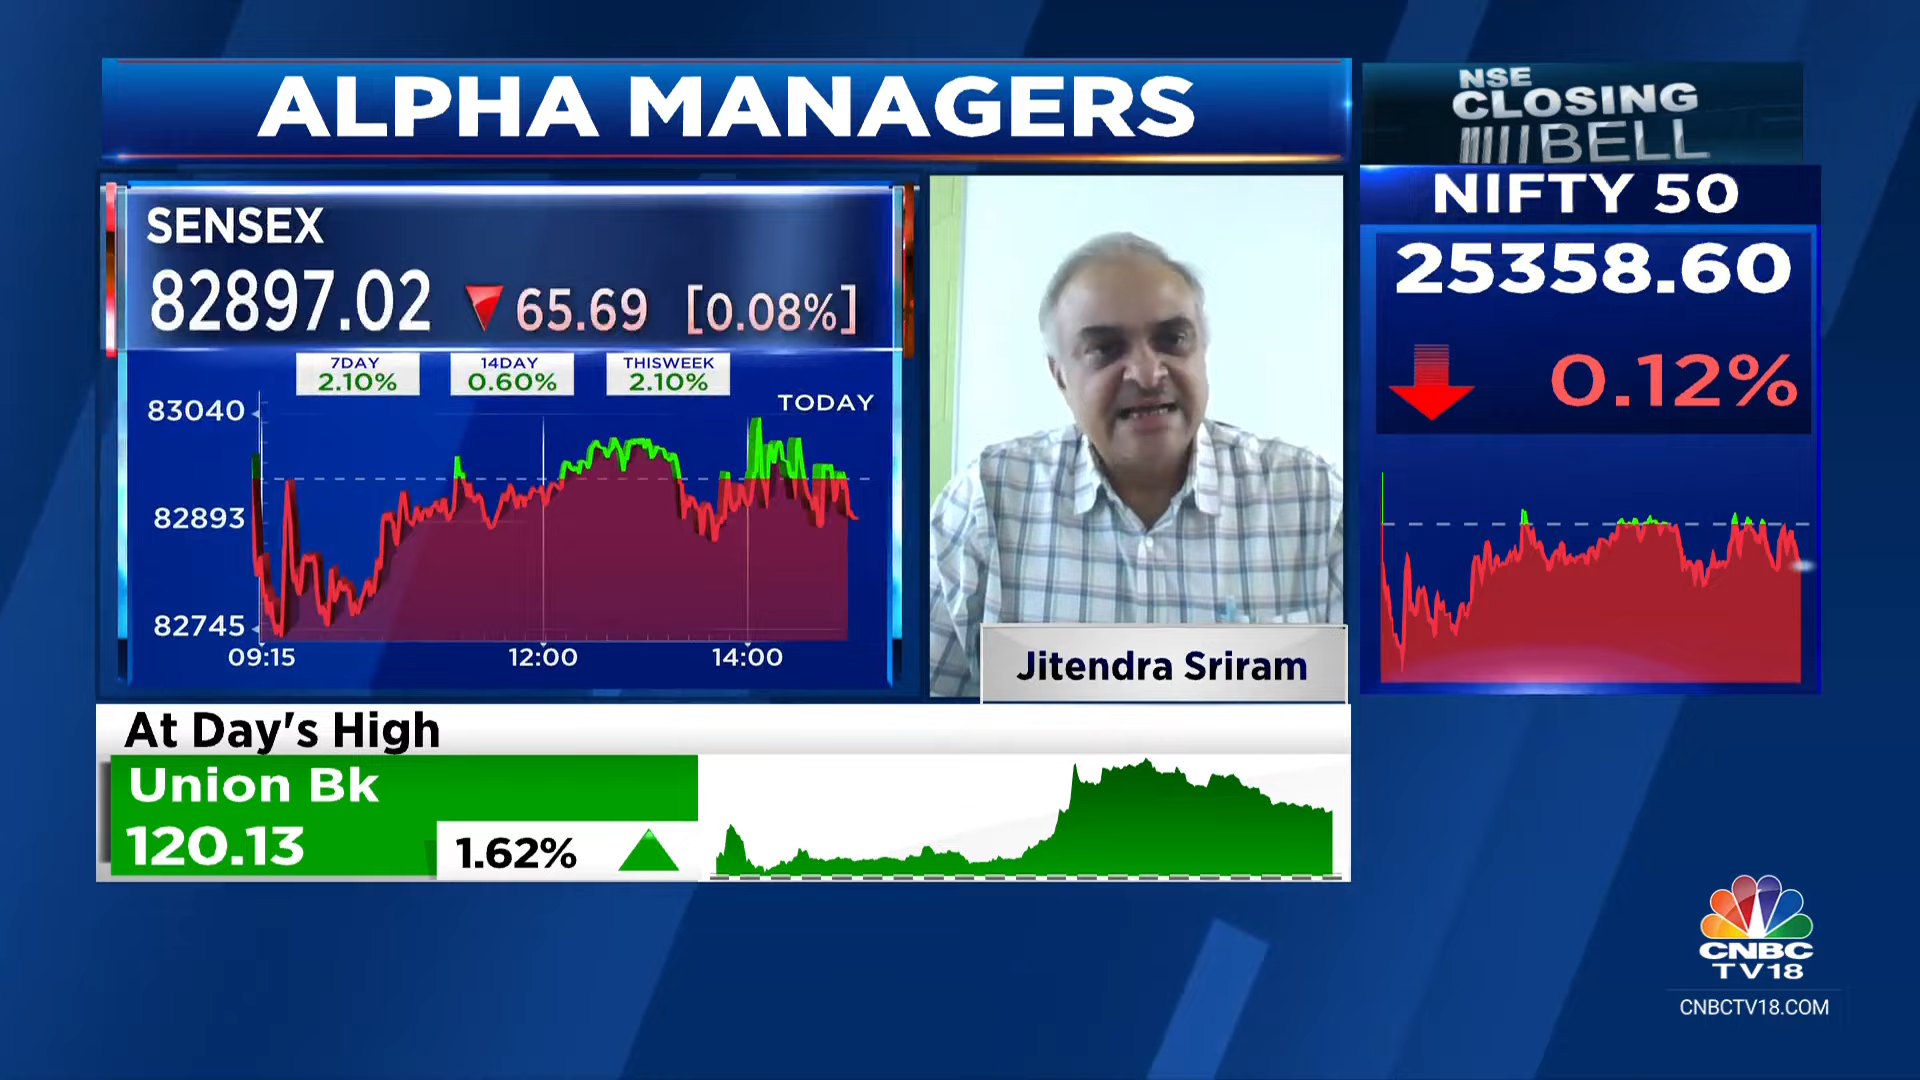 ALPHA MANAGERS
NSE
CLOSING
BELL
SENSEX
82897.02 65.69 [0.08%]
7DAY
2.10%
14DAY
0.60%
THISWEEK
2.10%
TODAY
83040
82893
82745
09:15 12:00 14:00
Jitendra Sriram
NIFTY 50
25358.60
0.12%
At Day's High
Union Bk
120.13
1.62%
CNBC
TV18
CNBCTV18.COM